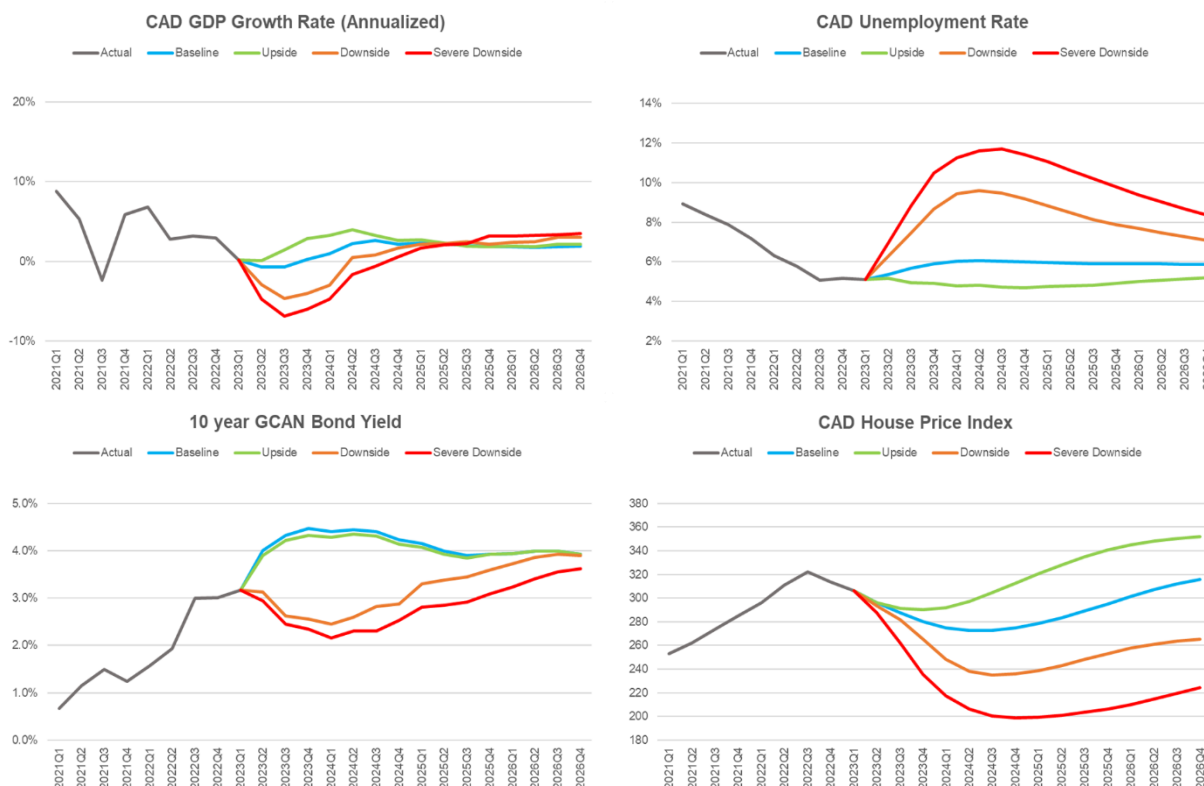 CAD GDP Growth Rate (Annualized)
Actual Baseline Upside Downside Severe Downside
20%
10%
0%
-10%
2021Q1 2021Q2 2021Q3 2021Q4 2022Q1 2022Q2 2022Q3 2022Q4 2023Q1 2023Q2 2023Q3 2023Q4 2024Q1 2024Q2 2024Q3 2024Q4 2025Q1 2025Q2 2025Q3 2025Q4 2026Q1 2026Q2 2026Q3 2026Q4
CAD Unemployment Rate
Actual Baseline Upside Downside Severe Downside
14%
12%
10%
8%
6%
4%
2%
2021Q1 2021Q2 2021Q3 2021Q4 2022Q1 2022Q2 2022Q3 2022Q4 2023Q1 2023Q2 2023Q3 2023Q4 2024Q1 2024Q2 2024Q3 2024Q4 2025Q1 2025Q2 2025Q3 2025Q4 2026Q1 2026Q2 2026Q3 2026Q4
10 year GCAN Bond Yield
Actual Baseline Upside Downside Severe Downside
5.0%
4.0%
3.0%
2.0%
1.0%
0.0%
2021Q1 2021Q2 2021Q3 2021Q4 2022Q1 2022Q2 2022Q3 2022Q4 2023Q1 2023Q2 2023Q3 2023Q4 2024Q1 2024Q2 2024Q3 2024Q4 2025Q1 2025Q2 2025Q3 2025Q4 2026Q1 2026Q2 2026Q3 2026Q4
CAD House Price Index
Actual Baseline Upside Downside Severe Downside
380
360
340
320
300
280
260
240
220
200
180
2021Q1 2021Q2 2021Q3 2021Q4 2022Q1 2022Q2 2022Q3 2022Q4 2023Q1 2023Q2 2023Q3 2023Q4 2024Q1 2024Q2 2024Q3 2024Q4 2025Q1 2025Q2 2025Q3 2025Q4 2026Q1 2026Q2 2026Q3 2026Q4